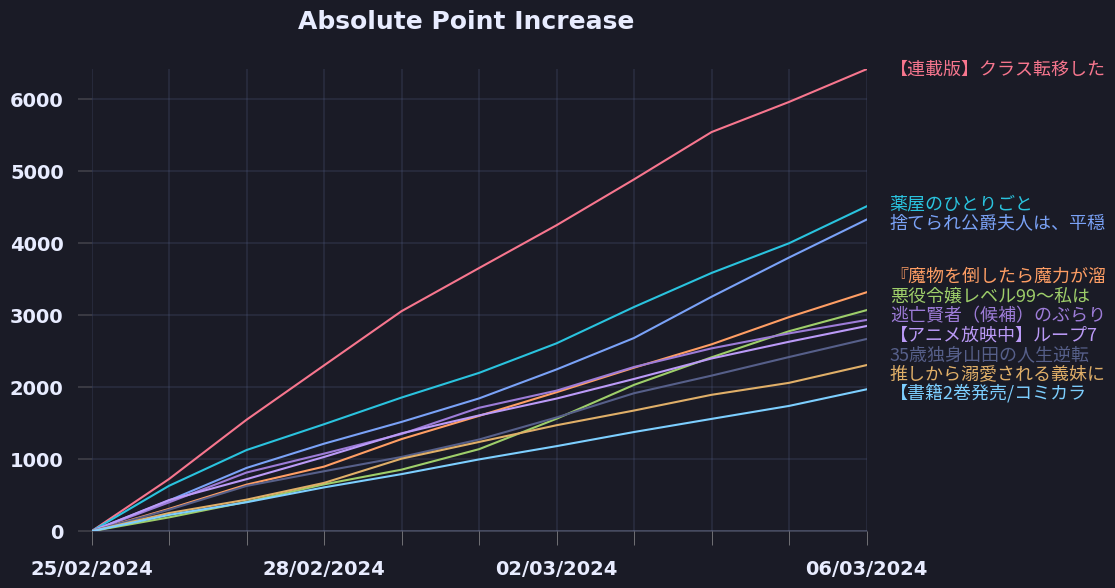 Absolute Point Increase
6000
5000
4000
3000
2000
1000
0
25/02/2024
28/02/2024
02/03/2024
06/03/2024
【連載版】クラス転移した
薬屋のひとりごと
捨てられ公爵夫人は、平穏
『魔物を倒したら魔力が溜
悪役令嬢レベル99～私は
逃亡賢者（候補）のぶらり
【アニメ放映中】ループ7
35歳独身山田の人生逆転
推しから溺愛される義妹に
【書籍2巻発売/コミカラ